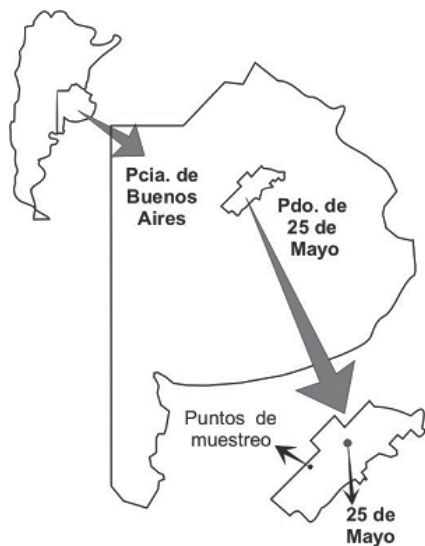 Pcia. de
Buenos
Aires
Pdo. de
25 de
Mayo
Puntos de
muestreo
25 de
Mayo